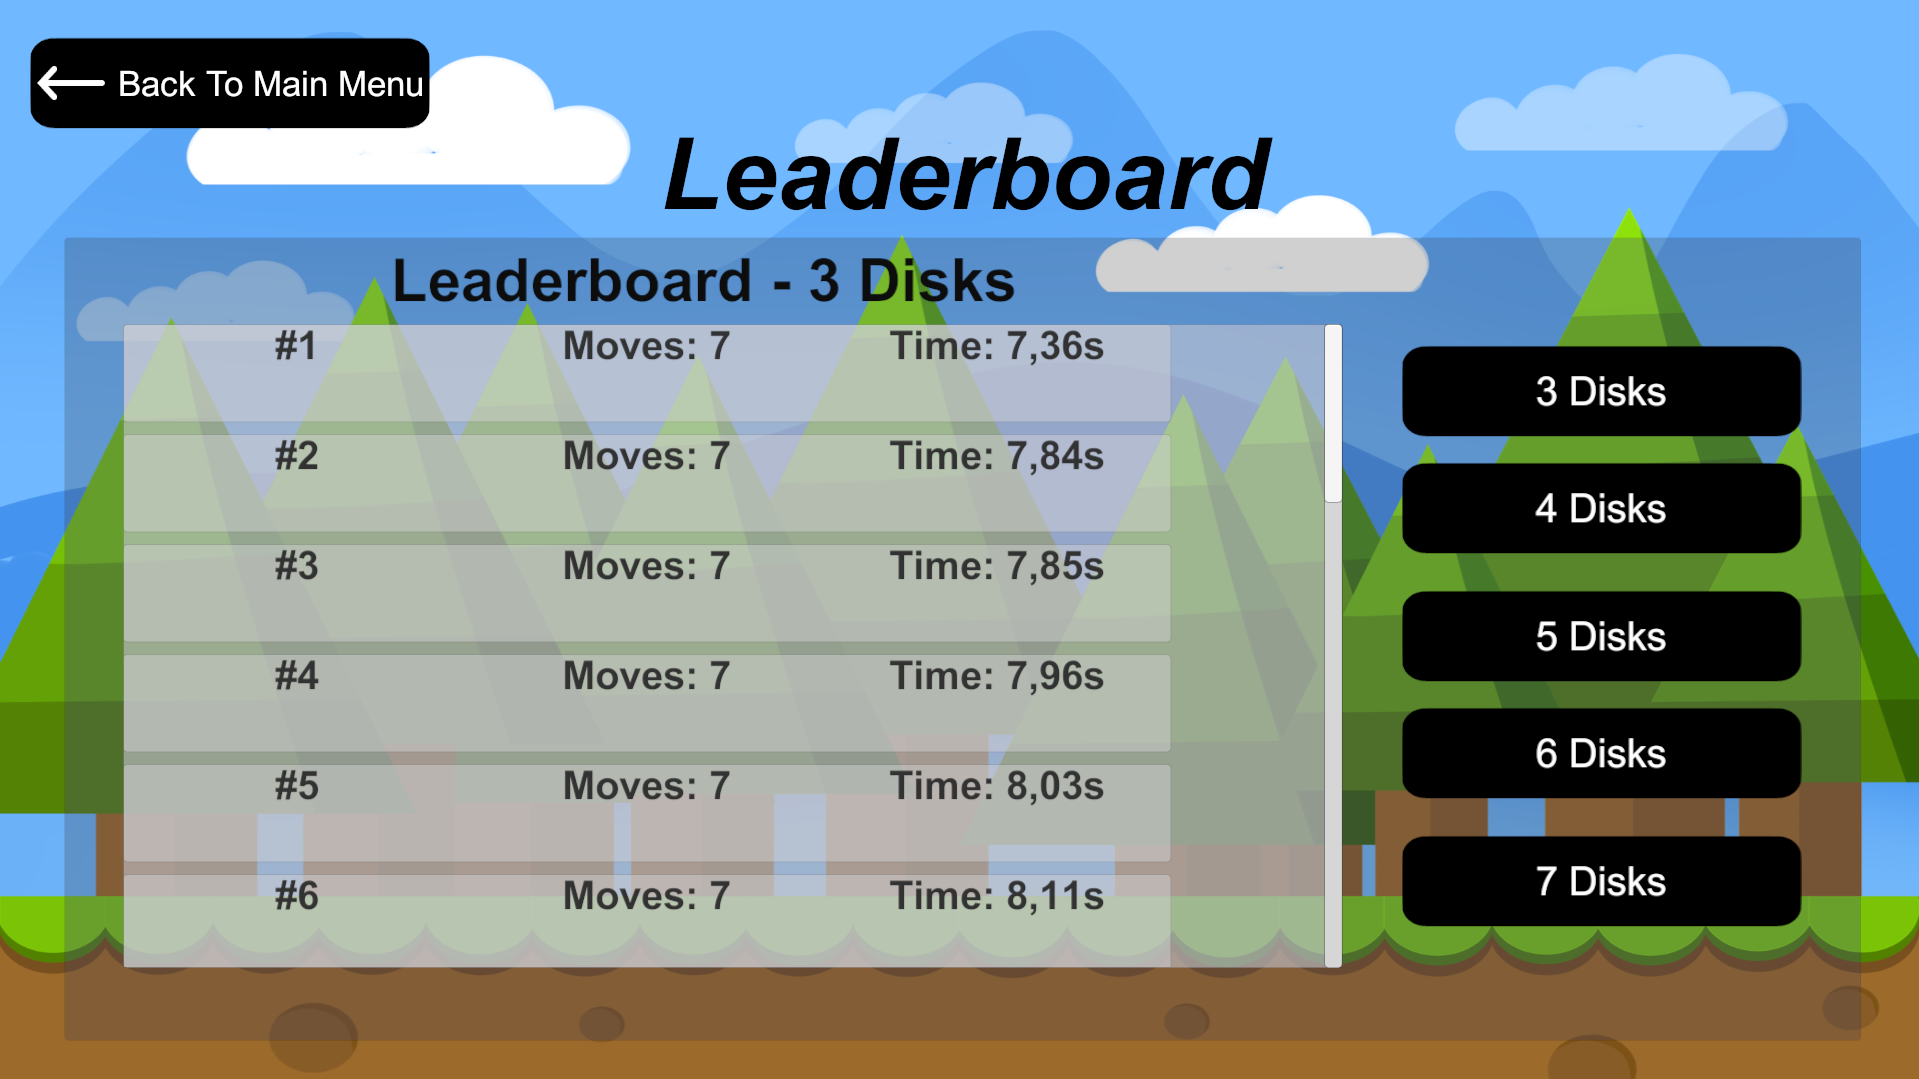 Back To Main Menu
Leaderboard
Leaderboard - 3 Disks
#1 Moves: 7 Time: 7,36s
#2 Moves: 7 Time: 7,84s
#3 Moves: 7 Time: 7,85s
#4 Moves: 7 Time: 7,96s
#5 Moves: 7 Time: 8,03s
#6 Moves: 7 Time: 8,11s
3 Disks
4 Disks
5 Disks
6 Disks
7 Disks